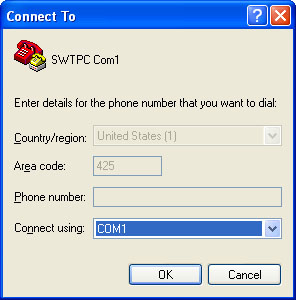 Connect To
SWTPC Com1
Enter details for the phone number that you want to dial:
Country/region: United States (1)
Area code: 425
Phone number:
Connect using: COM1
OK Cancel